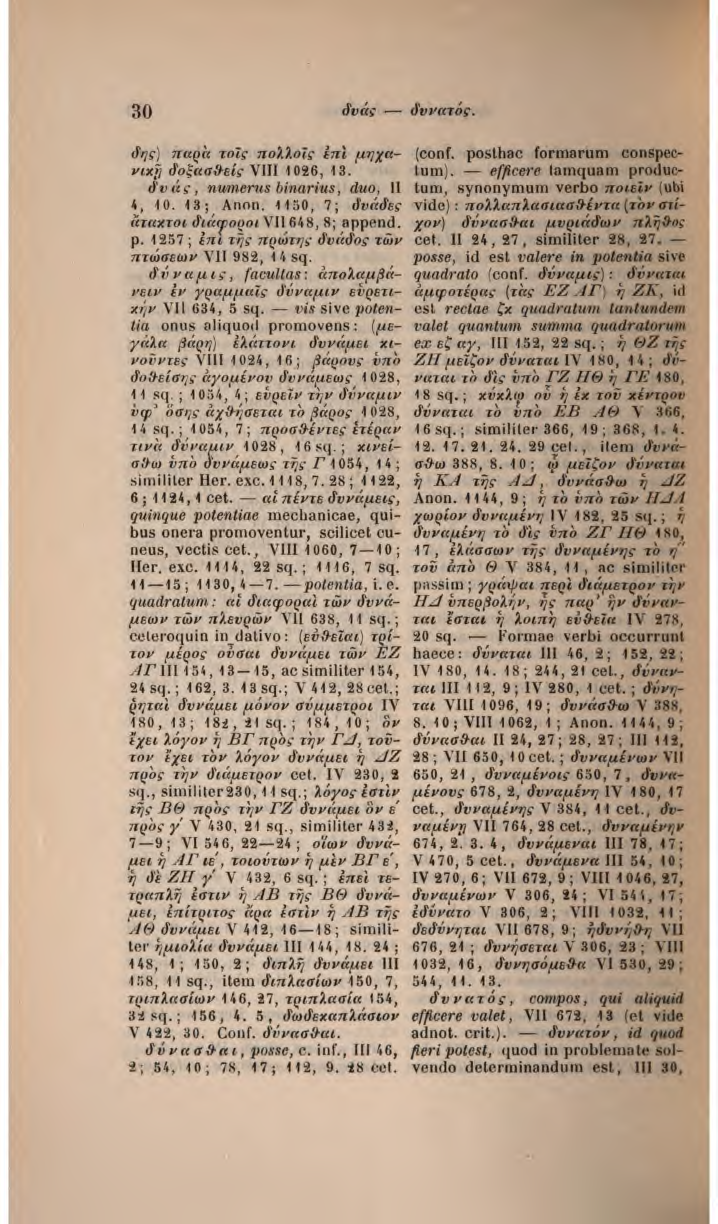 30
δυάς — δυνατός.
δης) παρὰ τοῖς πολλοῖς ἐπὶ μηχα-
νικῇ δοξασθείς VIII 1026, 13.
δυάς, numerus binarius, duo, II
4, 10. 13; Anon. 1150, 7; δυάδες
ἄτακτοι διάφοροι VII 648, 8; append.
p. 1257; ἐπὶ τῆς πρώτης δυάδος τῶν
πτώσεων VII 982, 14 sq.
δύναμις, facultas: ἀπολαμβά-
νειν ἐν γραμμαῖς δύναμιν εὑρετι-
κήν VII 634, 5 sq. — vis sive poten-
tia onus aliquod promovens: (με-
γάλα βάρη) ἐλάττονι δυνάμει κι-
νοῦντες VIII 1024, 16; βάρους ὑπὸ
δοθείσης ἀγομένου δυνάμεως 1028,
11 sq.; 1054, 4; εὑρεῖν τὴν δύναμιν
ὑφ᾽ ὅσης ἀχθήσεται τὸ βάρος 1028,
14 sq.; 1054, 7; προσθέντες ἑτέραν
τινὰ δύναμιν 1028, 16 sq.; κινεί-
σθω ὑπὸ δυνάμεως τῆς Γ 1054, 14;
similiter Her. exc. 1118, 7. 28; 1122,
6; 1124, 1 cet. — αἱ πέντε δυνάμεις,
quinque potentiae mechanicae, qui-
bus onera promoventur, scilicet cu-
neus, vectis cet., VIII 1060, 7—10;
Her. exc. 1114, 22 sq.; 1116, 7 sq.
11—15; 1130, 4—7. — potentia, i. e.
quadratum: αἱ διαφοραὶ τῶν δυνά-
μεων τῶν πλευρῶν VII 638, 11 sq.;
ceteroquin in dativo: (εὐθεῖαι) τρί-
τον μέρος οὖσαι δυνάμει τῶν ΕΖ
ΑΓ III 154, 13—15, ac similiter 154,
24 sq.; 162, 3. 13 sq.; V 412, 28 cet.;
ῥηταὶ δυνάμει μόνον σύμμετροι IV
180, 13; 182, 21 sq.; 184, 10; ὃν
ἔχει λόγον ἡ ΒΓ πρὸς τὴν ΓΔ, τοῦ-
τον ἔχει τὸν λόγον δυνάμει ἡ ΔΖ
πρὸς τὴν διάμετρον cet. IV 230, 2
sq., similiter 230, 11 sq.; λόγος ἐστὶν
τῆς ΒΘ πρὸς τὴν ΓΖ δυνάμει ὃν ε΄
πρὸς γ΄ V 430, 21 sq., similiter 432,
7—9; VI 546, 22—24; οἵων δυνά-
μει ἡ ΑΓ ιε΄, τοιούτων ἡ μὲν ΒΓ ε΄,
ἡ δὲ ΖΗ γ΄ V 432, 6 sq.; ἐπεὶ τε-
τραπλῆ ἐστιν ἡ ΑΒ τῆς ΒΘ δυνά-
μει, ἐπίτριτος ἄρα ἐστὶν ἡ ΑΒ τῆς
ΑΘ δυνάμει V 412, 16—18; simili-
ter ἡμιολία δυνάμει III 144, 18. 24;
148, 1; 150, 2; διπλῆ δυνάμει III
158, 11 sq., item διπλασίων 150, 7,
τριπλασίων 146, 27, τριπλασία 154,
32 sq.; 156, 4. 5, δωδεκαπλάσιον
V 422, 30. Conf. δύνασθαι.
δύνασθαι, posse, c. inf., III 46,
2; 54, 10; 78, 17; 112, 9. 28 cet.
(conf. posthac formarum conspec-
tum). — efficere tamquam produc-
tum, synonymum verbo ποιεῖν (ubi
vide): πολλαπλασιασθέντα (τὸν στί-
χον) δύνασθαι μυριάδων πλῆθος
cet. II 24, 27, similiter 28, 27. —
posse, id est valere in potentia sive
quadrato (conf. δύναμις): δύναται
ἀμφοτέρας (τὰς ΕΖ ΑΓ) ἡ ΖΚ, id
est rectae ζκ quadratum tantundem
valet quantum summa quadratorum
ex εζ αγ, III 152, 22 sq.; ἡ ΘΖ τῆς
ΖΗ μεῖζον δύναται IV 180, 14; δύ-
ναται τὸ δὶς ὑπὸ ΓΖ ΗΘ ἡ ΓΕ 180,
18 sq.; κύκλῳ οὗ ἡ ἐκ τοῦ κέντρου
δύναται τὸ ὑπὸ ΕΒ ΑΘ V 366,
16 sq.; similiter 366, 19; 368, 1. 4.
12. 17. 21. 24. 29 cet., item δυνά-
σθω 388, 8. 10; ᾧ μεῖζον δύναται
ἡ ΚΑ τῆς ΑΔ, δυνάσθω ἡ ΔΖ
Anon. 1144, 9; ἡ τὸ ὑπὸ τῶν ΗΔΛ
χωρίον δυναμένη IV 182, 25 sq.; ἡ
δυναμένη τὸ δὶς ὑπὸ ΖΓ ΗΘ 180,
17, ἐλάσσων τῆς δυναμένης τὸ η΄΄
τοῦ ἀπὸ Θ V 384, 11, ac similiter
passim; γράψαι περὶ διάμετρον τὴν
ΗΔ ὑπερβολήν, ἧς παρ᾽ ἣν δύναν-
ται ἔσται ἡ λοιπὴ εὐθεῖα IV 278,
20 sq. — Formae verbi occurrunt
haece: δύναται III 46, 2; 152, 22;
IV 180, 14. 18; 244, 21 cet., δύναν-
ται III 112, 9; IV 280, 1 cet.; δύνη-
ται VIII 1096, 19; δυνάσθω V 388,
8. 10; VIII 1062, 1; Anon. 1144, 9;
δύνασθαι II 24, 27; 28, 27; III 112,
28; VII 650, 10 cet.; δυναμένων VII
650, 21, δυναμένοις 650, 7, δυνα-
μένους 678, 2, δυναμένη IV 180, 17
cet., δυναμένης V 384, 11 cet., δυ-
ναμένῃ VII 764, 28 cet., δυναμένην
674, 2. 3. 4, δυνάμεναι III 78, 17;
V 470, 5 cet., δυνάμενα III 54, 10;
IV 270, 6; VII 672, 9; VIII 1046, 27,
δυναμένων V 306, 24; VI 544, 17;
ἐδύνατο V 306, 2; VIII 1032, 11;
δεδύνηται VII 678, 9; ἠδυνήθη VII
676, 21; δυνήσεται V 306, 23; VIII
1032, 16, δυνησόμεθα VI 530, 29;
544, 11. 13.
δυνατός, compos, qui aliquid
efficere valet, VII 672, 13 (et vide
adnot. crit.). — δυνατόν, id quod
fieri potest, quod in problemate sol-
vendo determinandum est, III 30,